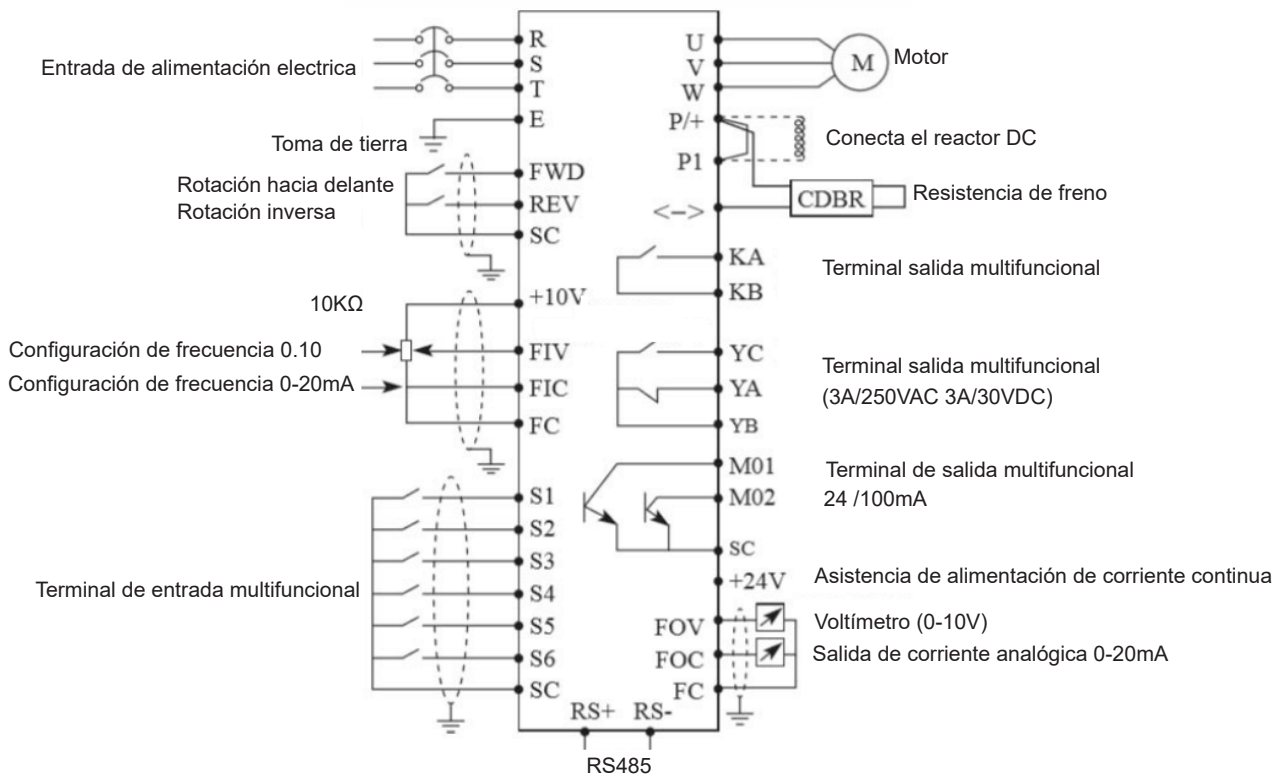 R
U
S
V
M
Motor
Entrada de alimentación electrica
T
W
E
P/+
Toma de tierra
Conecta el reactor DC
P1
FWD
Rotación hacia delante
REV
Rotación inversa
CDBR
Resistencia de freno
SC
<->
KA
Terminal salida multifuncional
KB
10KΩ
+10V
Configuración de frecuencia 0.10
FIV
YC
Terminal salida multifuncional
Configuración de frecuencia 0-20mA
FIC
YA
(3A/250VAC 3A/30VDC)
FC
YB
M01
Terminal de salida multifuncional
S1
M02
24 /100mA
S2
S3
SC
Terminal de entrada multifuncional
S4
+24V
Asistencia de alimentación de corriente continua
S5
FOV
Voltímetro (0-10V)
S6
FOC
Salida de corriente analógica 0-20mA
SC
FC
RS+ RS-
RS485